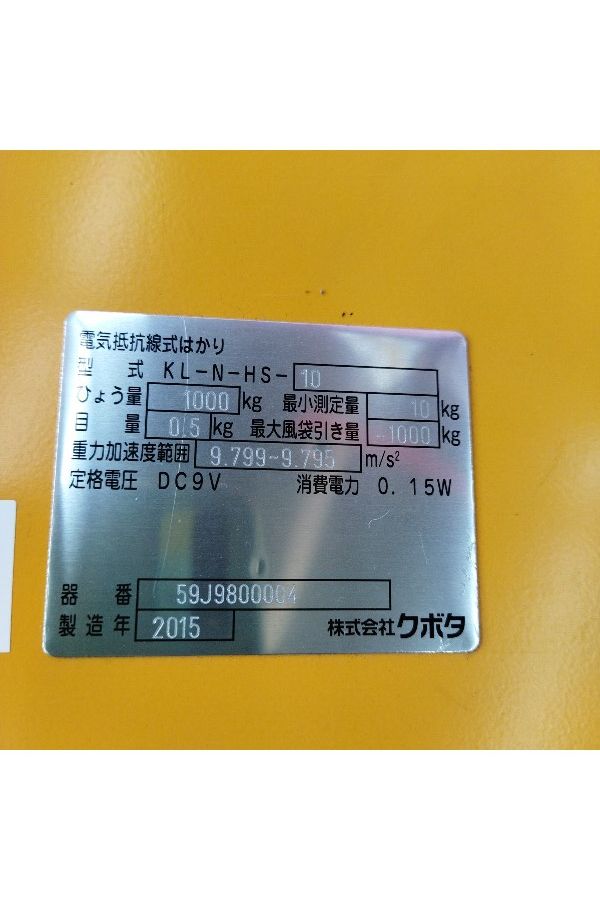 電気抵抗線式はかり
型 式 KL-N-HS-10
ひょう量 1000 kg 最小測定量 10 kg
目 量 0.5 kg 最大風袋引き量 -1000 kg
重力加速度範囲 9.799~9.795 m/s²
定格電圧 DC9V 消費電力 0.15W
器 番 59J9800004
製造年 2015 株式会社クボタ